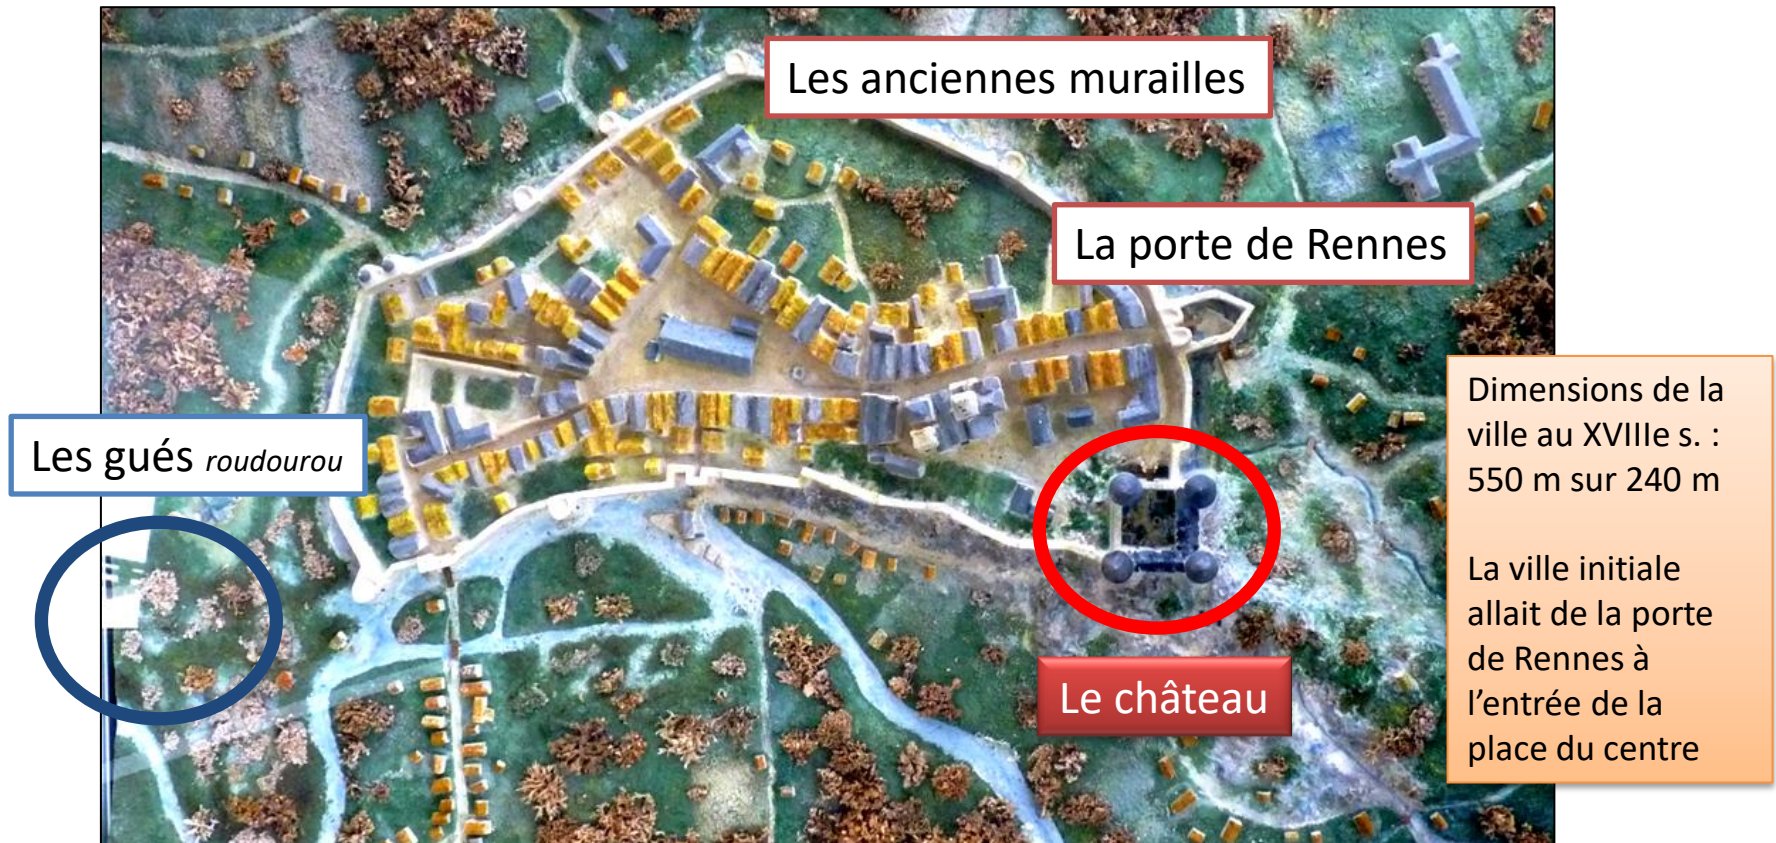 Les anciennes murailles
La porte de Rennes
Les gués roudourou
Le château
Dimensions de la
ville au XVIIIe s. :
550 m sur 240 m
La ville initiale
allait de la porte
de Rennes à
l’entrée de la
place du centre